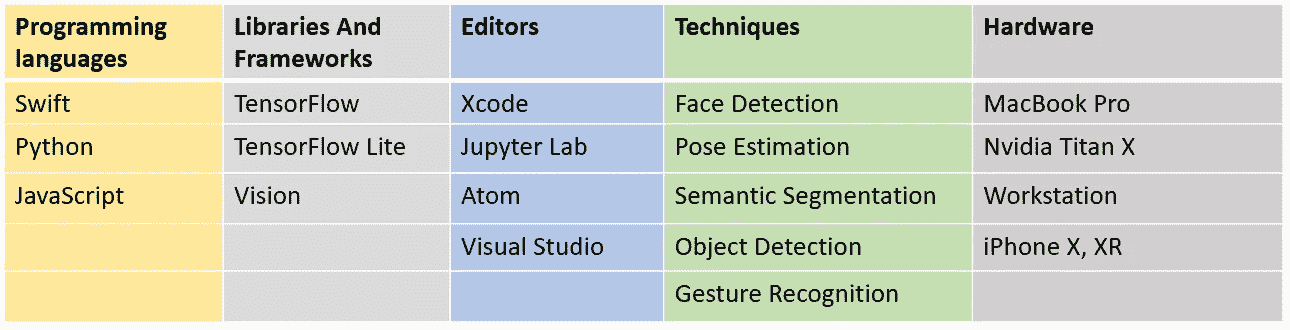 Programming languages | Libraries And Frameworks | Editors | Techniques | Hardware
Swift | TensorFlow | Xcode | Face Detection | MacBook Pro
Python | TensorFlow Lite | Jupyter Lab | Pose Estimation | Nvidia Titan X
JavaScript | Vision | Atom | Semantic Segmentation | Workstation
Visual Studio | Object Detection | iPhone X, XR
Gesture Recognition